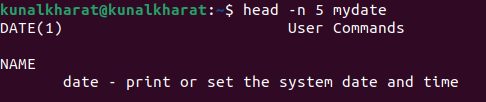 kunalkharat@kunalkharat:~$ head -n 5 mydate
DATE(1)                          User Commands
NAME
       date - print or set the system date and time